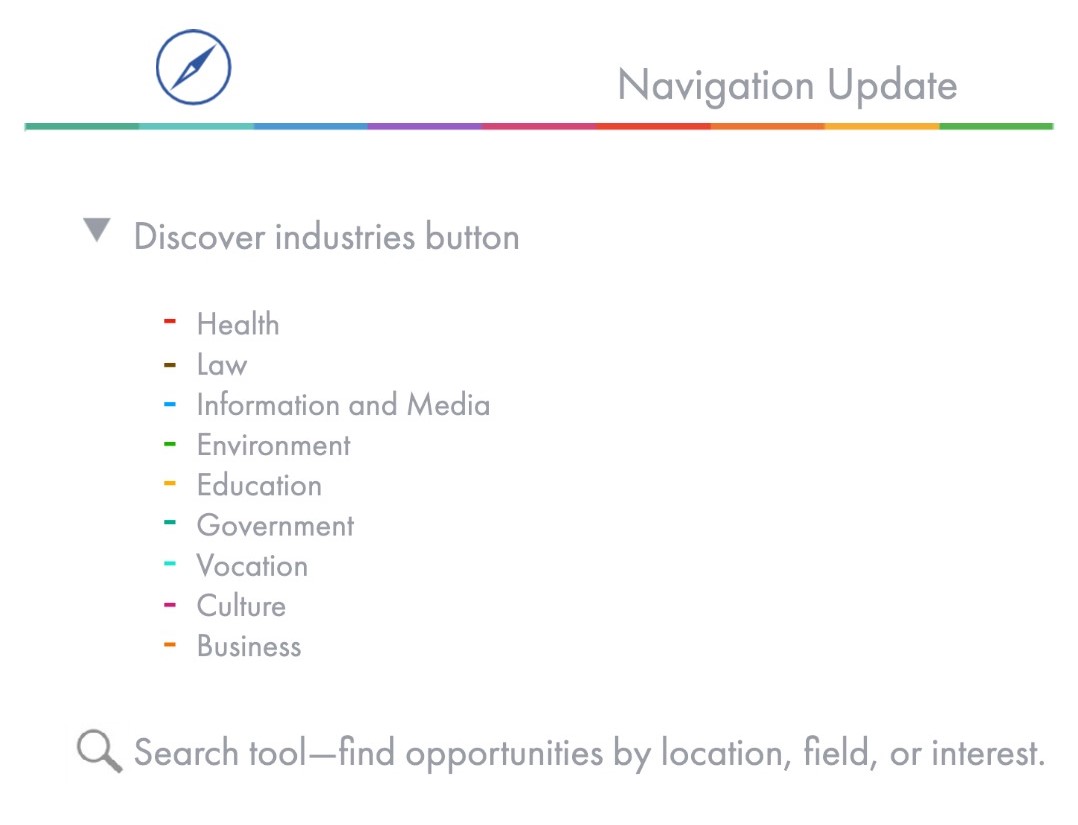 Navigation Update
Discover industries button
- Health
- Law
- Information and Media
- Environment
- Education
- Government
- Vocation
- Culture
- Business
Search tool—find opportunities by location, field, or interest.